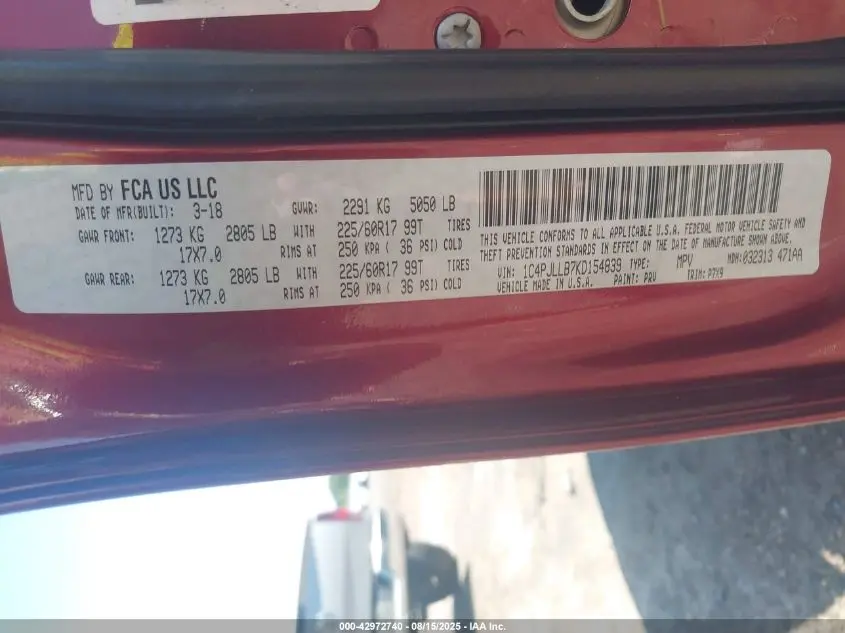 MFD BY FCA US LLC
DATE OF MFR(BUILT): 3-18 GVWR: 2291 KG 5050 LB
GAWR FRONT: 1273 KG 2805 LB WITH 225/60R17 99T TIRES
17X7.0 RIMS AT 250 KPA ( 36 PSI) COLD
GAWR REAR: 1273 KG 2805 LB WITH 225/60R17 99T TIRES
17X7.0 RIMS AT 250 KPA ( 36 PSI) COLD
THIS VEHICLE CONFORMS TO ALL APPLICABLE U.S.A. FEDERAL MOTOR VEHICLE SAFETY AND
THEFT PREVENTION STANDARDS IN EFFECT ON THE DATE OF MANUFACTURE SHOWN ABOVE.
VIN: 1C4PJLLB7KD154839 TYPE: MPV MDH:032313 471AA
VEHICLE MADE IN U.S.A. PAINT: PRV TRIM: P7X9
000-42972740 - 08/15/2025 - IAA Inc.